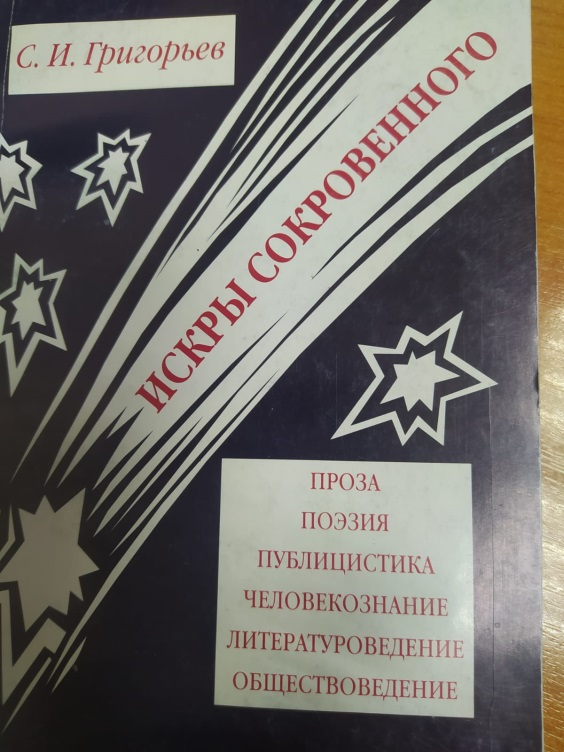 С. И. Григорьев
ИСКРЫ СОКРОВЕННОГО
ПРОЗА
ПОЭЗИЯ
ПУБЛИЦИСТИКА
ЧЕЛОВЕКОЗНАНИЕ
ЛИТЕРАТУРОВЕДЕНИЕ
ОБЩЕСТВОВЕДЕНИЕ